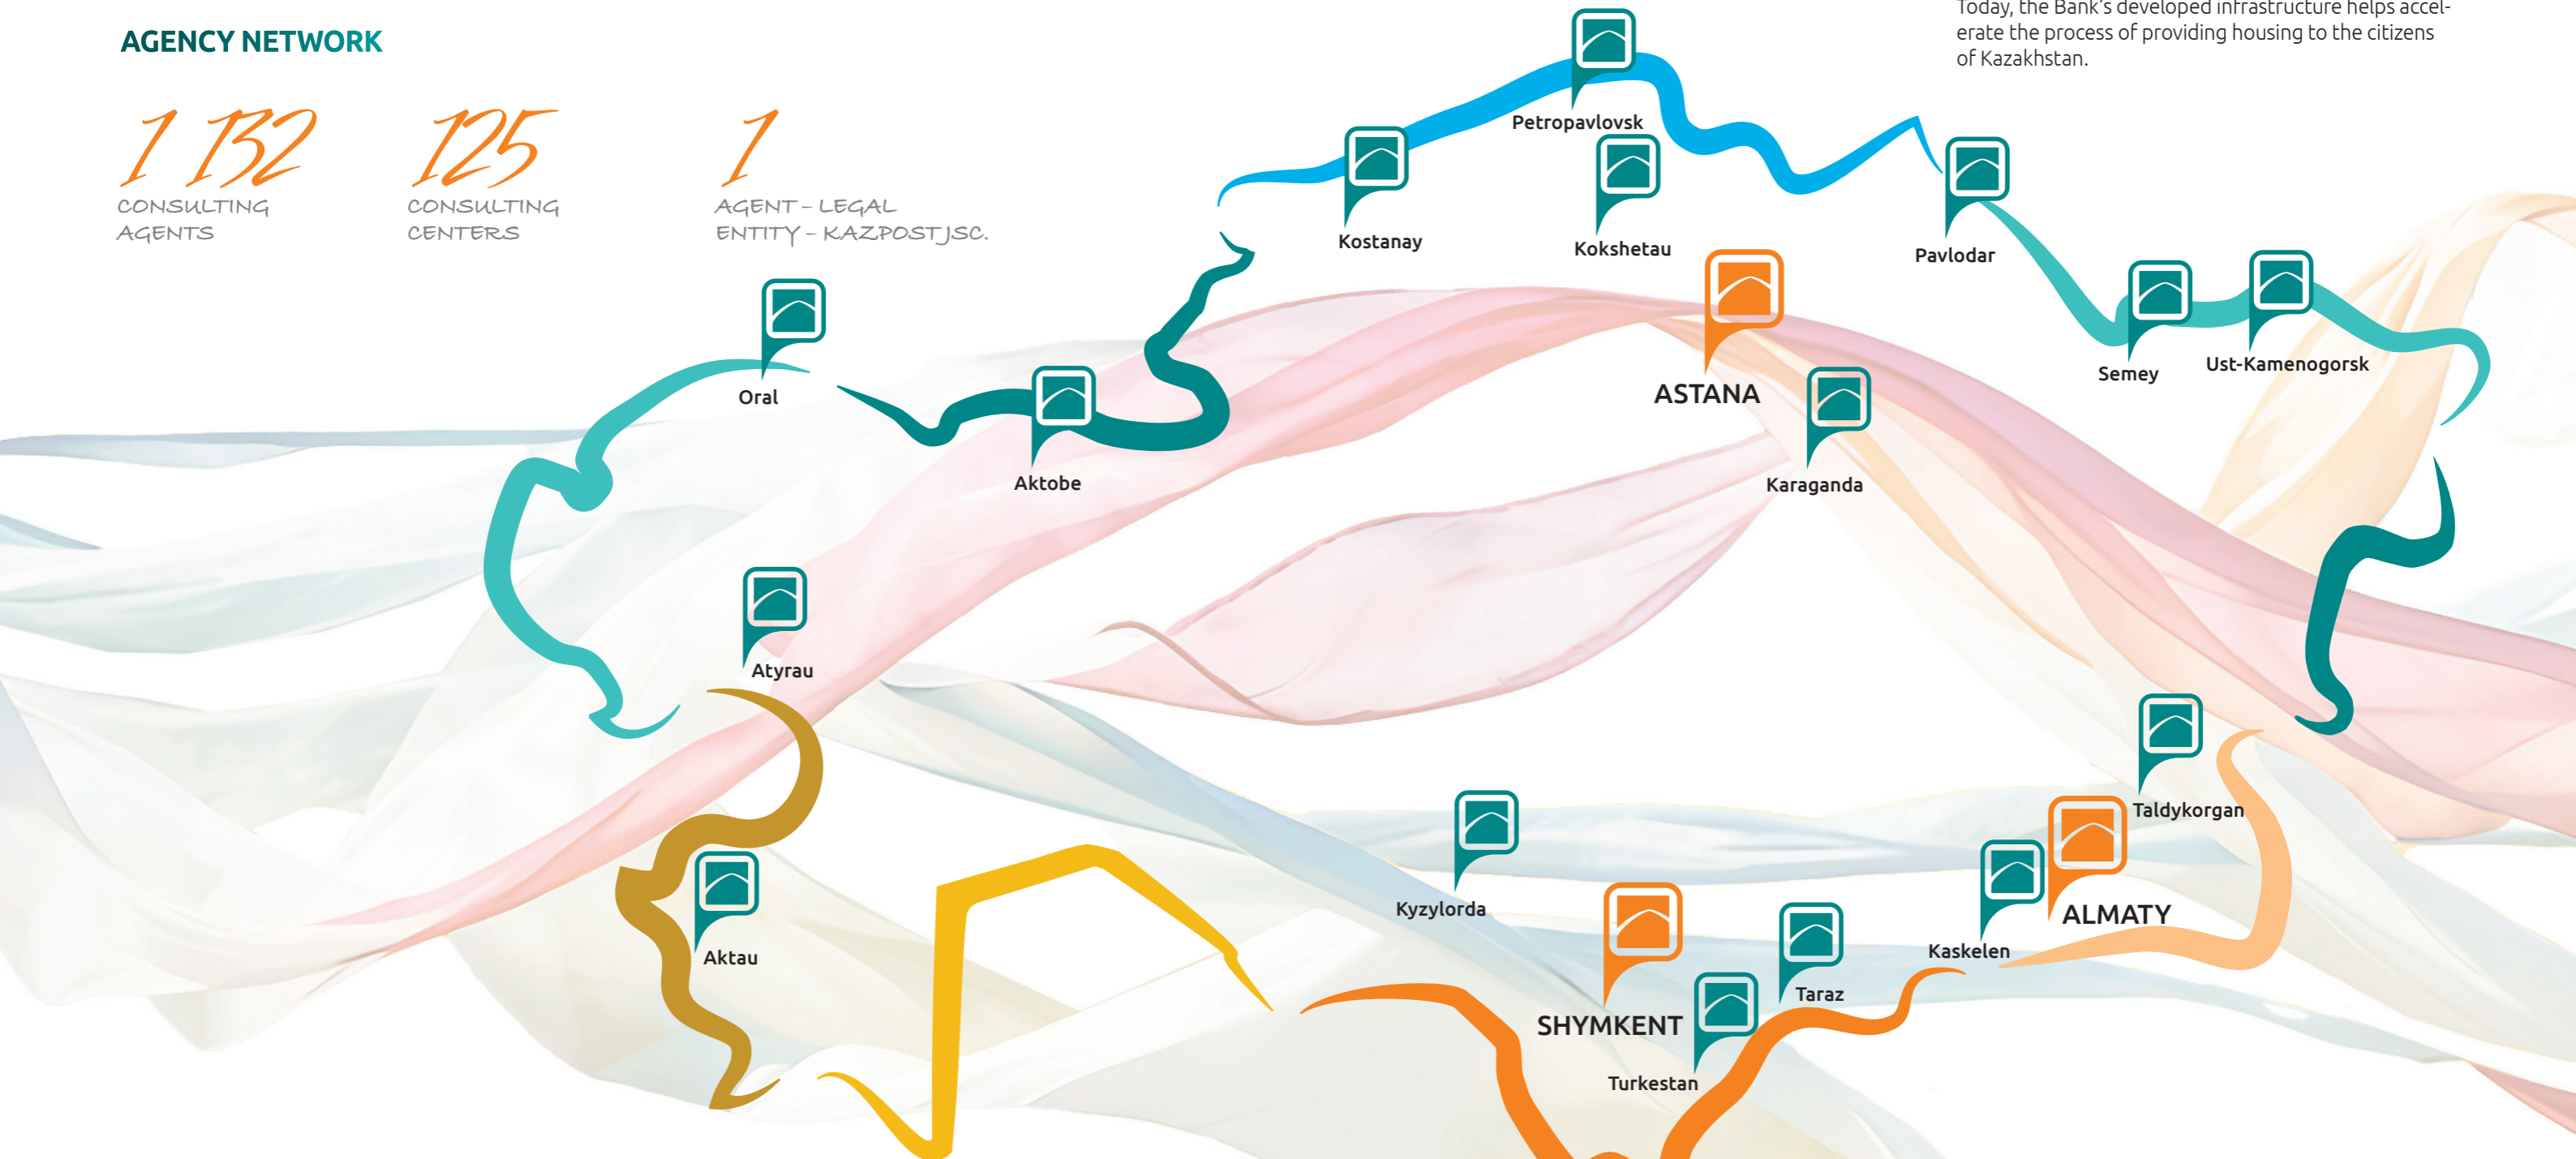 Today, the Bank's developed infrastructure helps accel-
erate the process of providing housing to the citizens
of Kazakhstan.
AGENCY NETWORK
1 132
CONSULTING
AGENTS
125
CONSULTING
CENTERS
1
AGENT – LEGAL
ENTITY – KAZPOST JSC.
Petropavlovsk
Kostanay
Kokshetau
Pavlodar
Semey
Ust-Kamenogorsk
Oral
ASTANA
Aktobe
Karaganda
Atyrau
Taldykorgan
Kyzylorda
ALMATY
Kaskelen
Aktau
Taraz
SHYMKENT
Turkestan